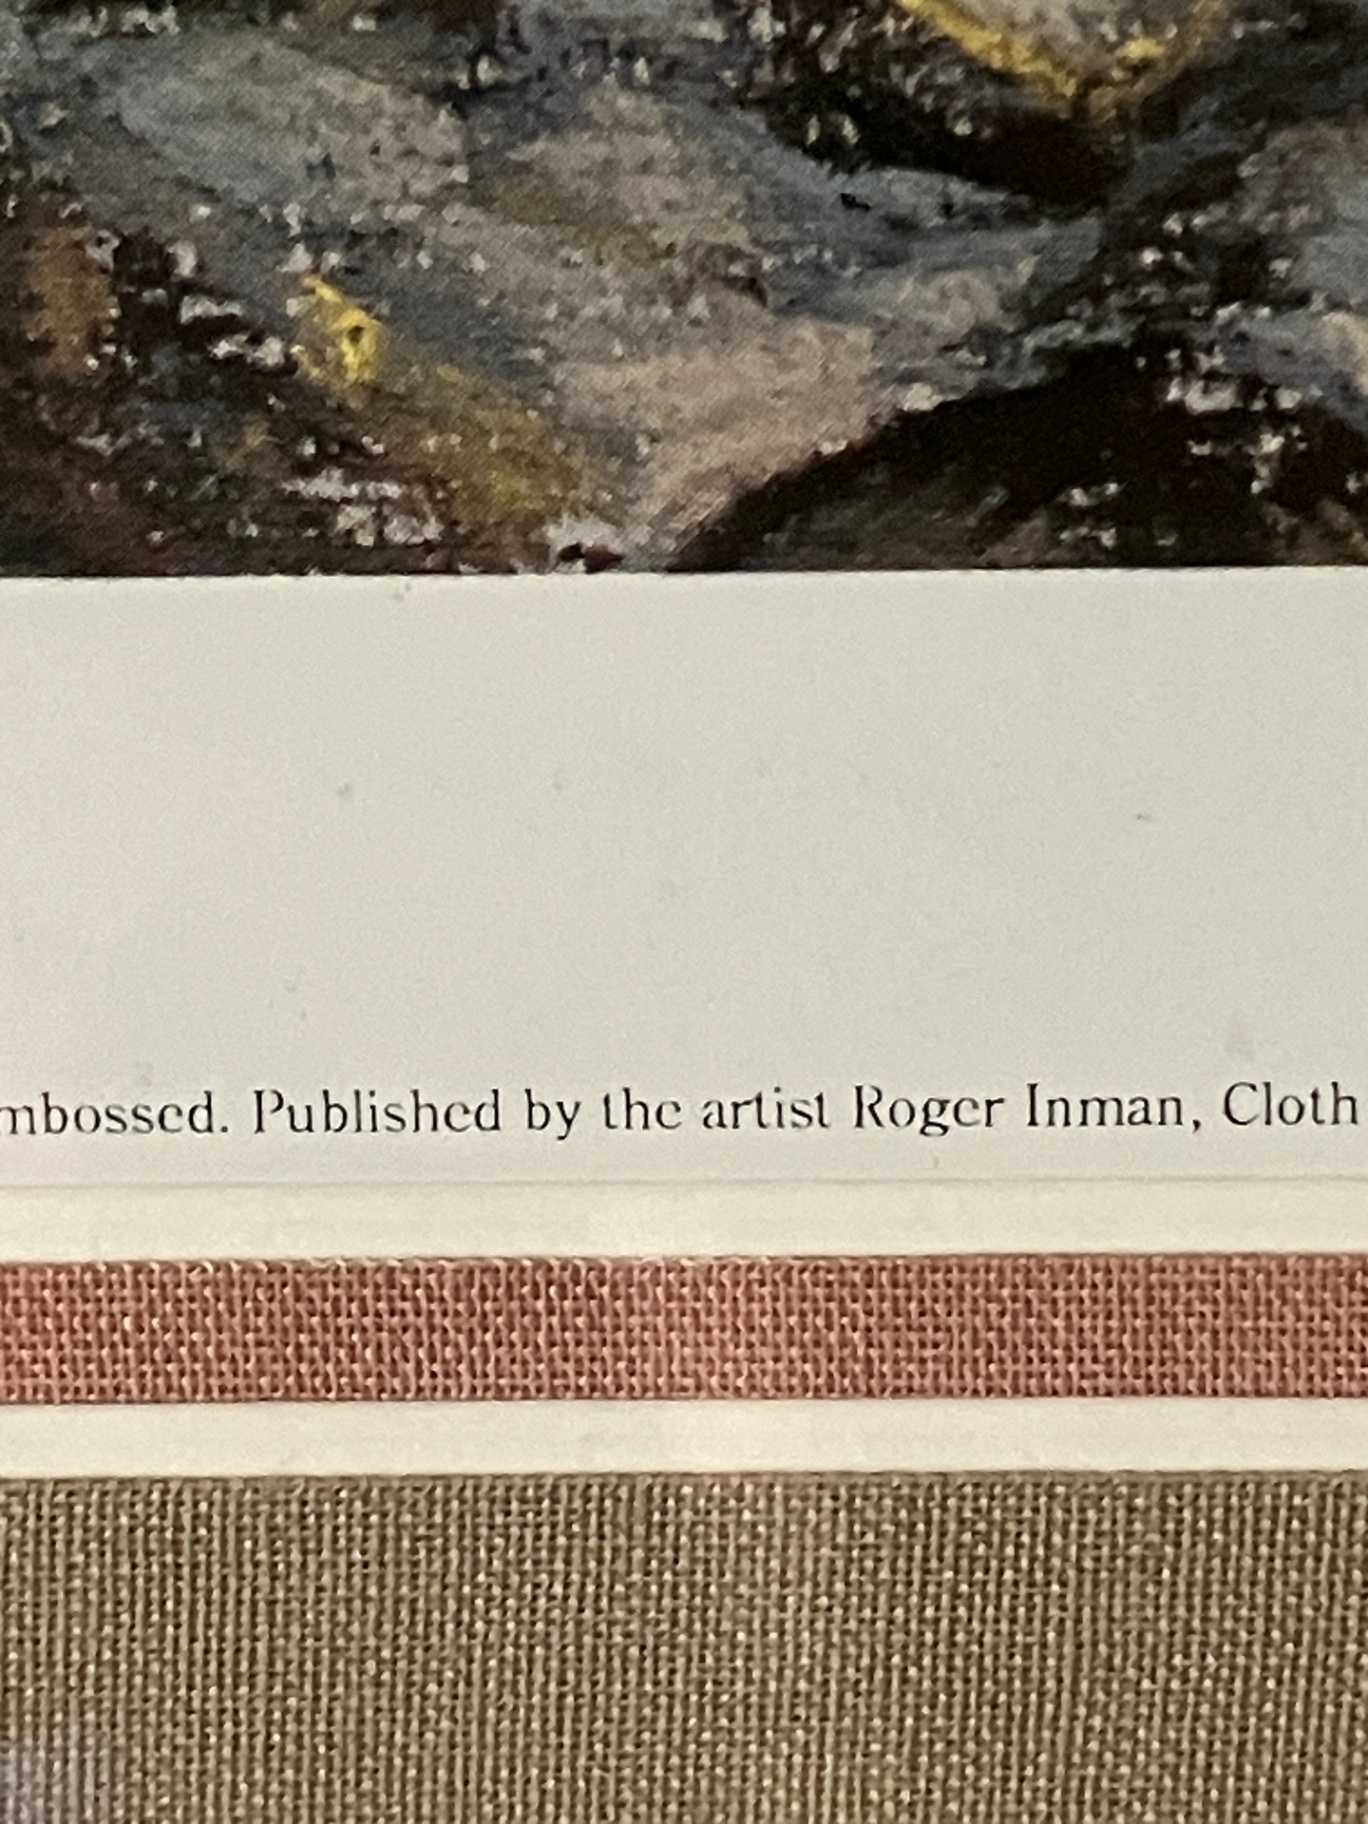 mbossed. Published by the artist Roger Inman, Cloth